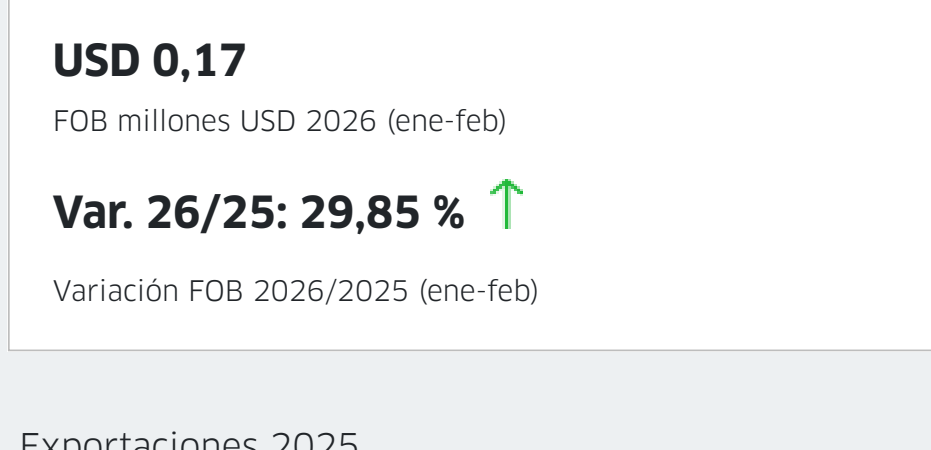 USD 0,17
FOB millones USD 2026 (ene-feb)
Var. 26/25: 29,85 %
Variación FOB 2026/2025 (ene-feb)
Exportaciones 2025